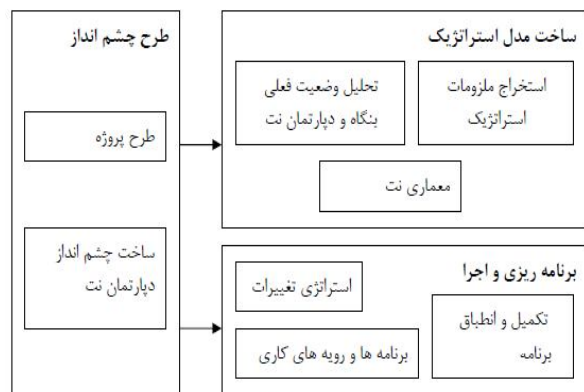 ساخت مدل استراتژیک
استخراج ملزومات
استراتژیک
تحلیل وضعیت فعلی
بنگاه و دپارتمان نت
معماری نت
برنامه ریزی و اجرا
استراتژی تغییرات
تکمیل و انطباق
برنامه
برنامه ها و رویه های کاری
طرح چشم انداز
طرح پروژه
ساخت چشم انداز
دپارتمان نت